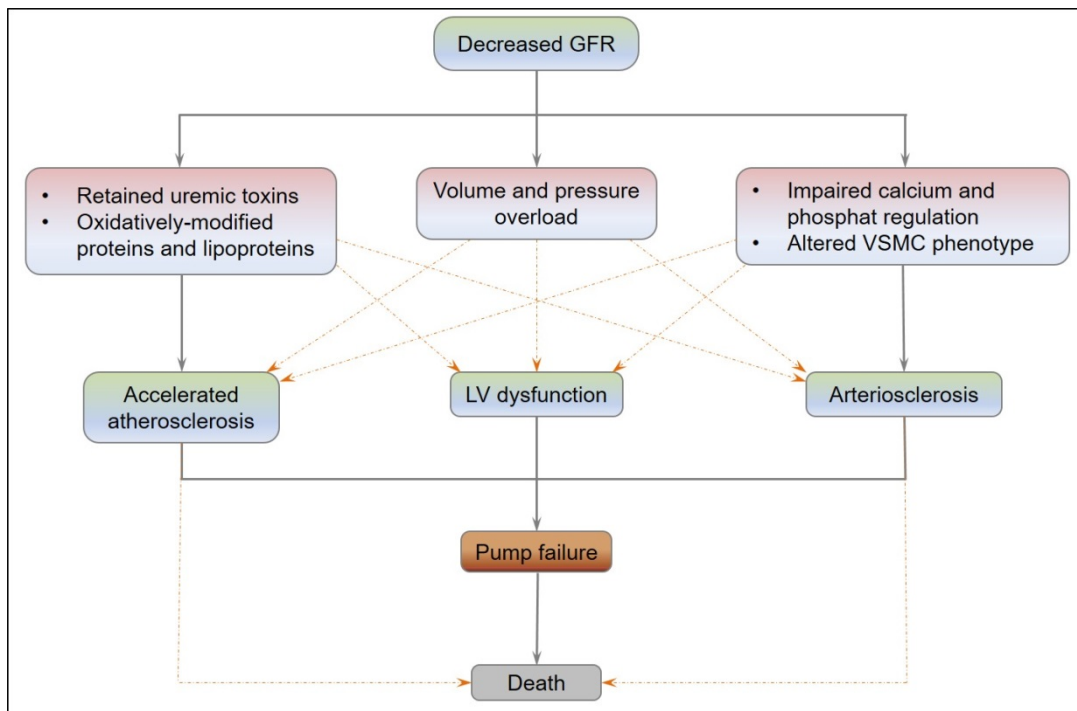 Decreased GFR
• Retained uremic toxins
• Oxidatively-modified
proteins and lipoproteins
Volume and pressure
overload
• Impaired calcium and
phosphat regulation
• Altered VSMC phenotype
Accelerated
atherosclerosis
LV dysfunction
Arteriosclerosis
Pump failure
Death